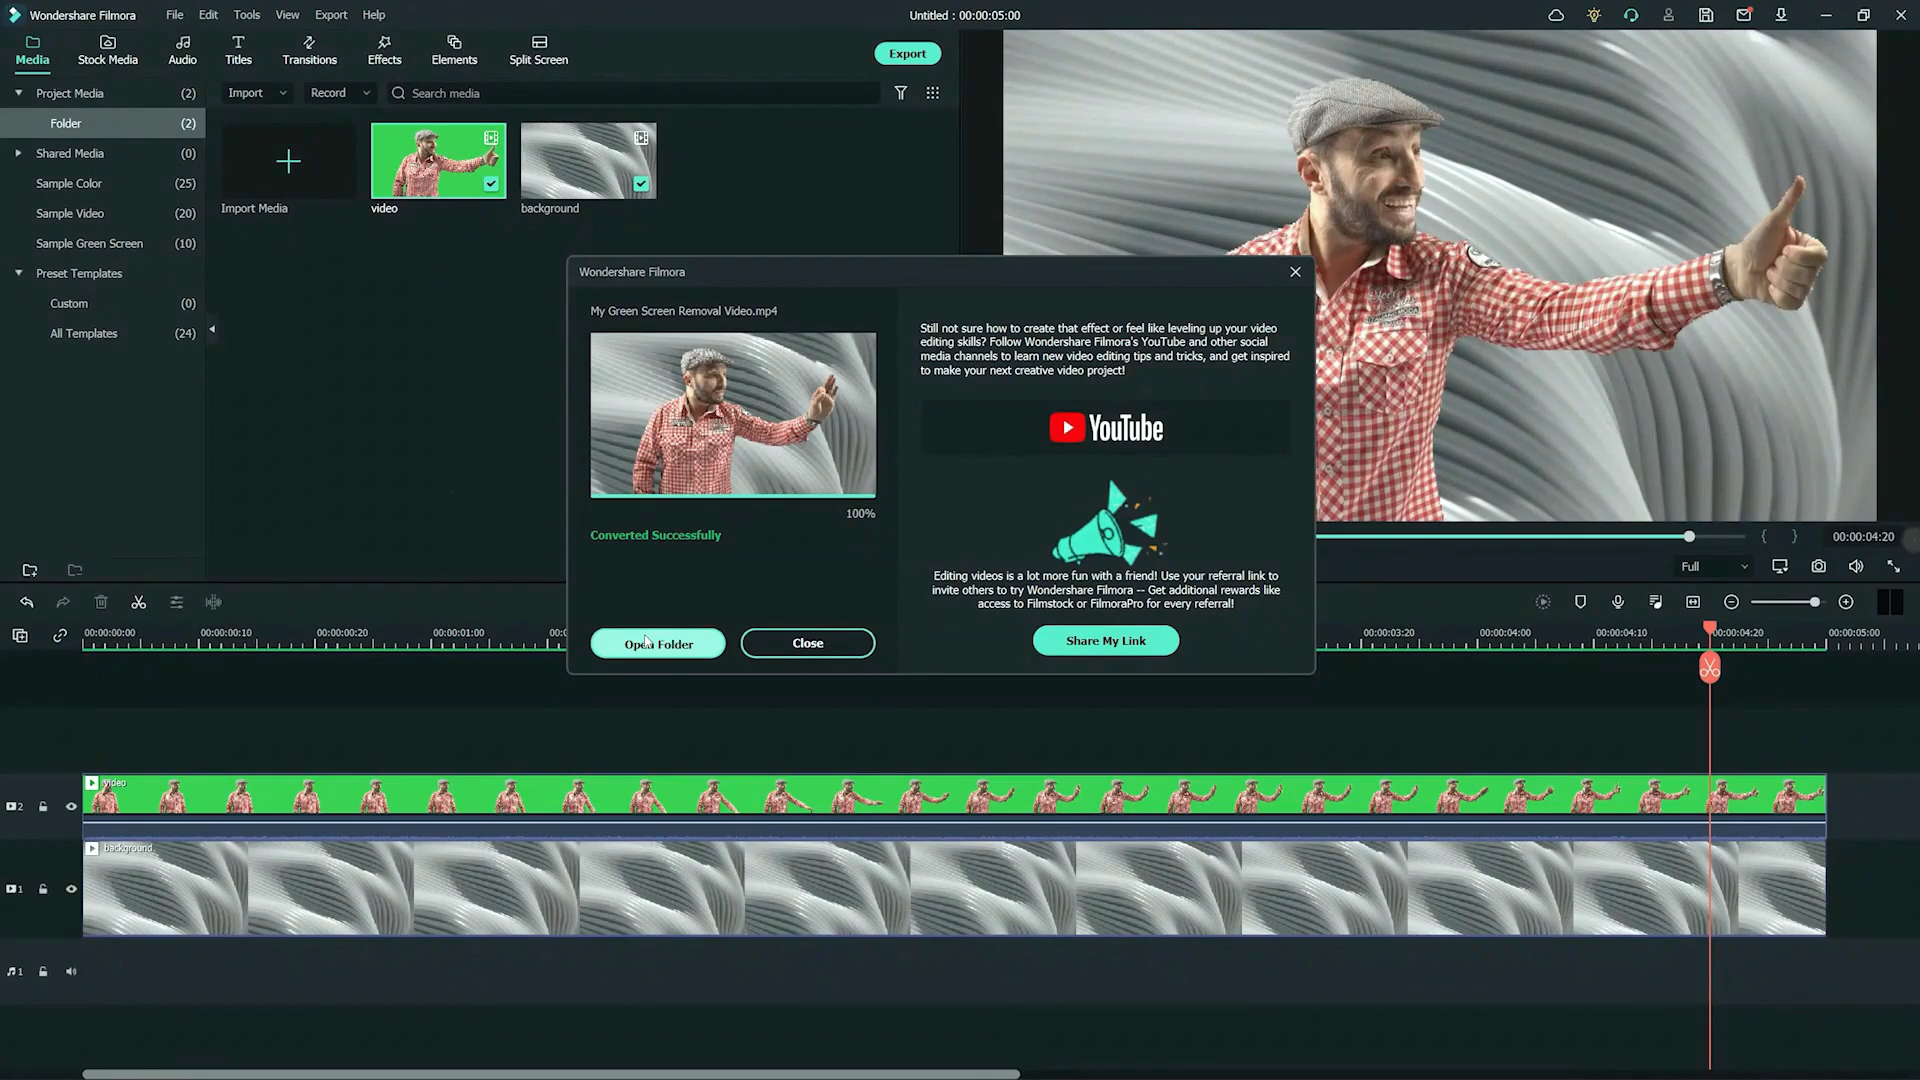 Wondershare Filmora
File Edit Tools View Export Help
Untitled : 00:00:05:00
Media
Stock Media
Audio
Titles
Transitions
Effects
Elements
Split Screen
Export
Project Media (2)
Folder (2)
Shared Media (0)
Sample Color (25)
Sample Video (20)
Sample Green Screen (10)
Preset Templates
Custom (0)
All Templates (24)
Import
Record
Search media
Import Media
video
background
Wondershare Filmora
My Green Screen Removal Video.mp4
100%
Converted Successfully
Open Folder
Close
Still not sure how to create that effect or feel like leveling up your video
editing skills? Follow Wondershare Filmora's YouTube and other social
media channels to learn new video editing tips and tricks, and get inspired
to make your next creative video project!
YouTube
Editing videos is a lot more fun with a friend! Use your referral link to
invite others to try Wondershare Filmora -- Get additional rewards like
access to Filmstock or FilmoraPro for every referral!
Share My Link
00:00:04:20
Full
00:00:00:00
00:00:00:10
00:00:00:20
00:00:01:00
00:00:03:20
00:00:04:00
00:00:04:10
00:00:04:20
00:00:05:00
2
video
1
background
1